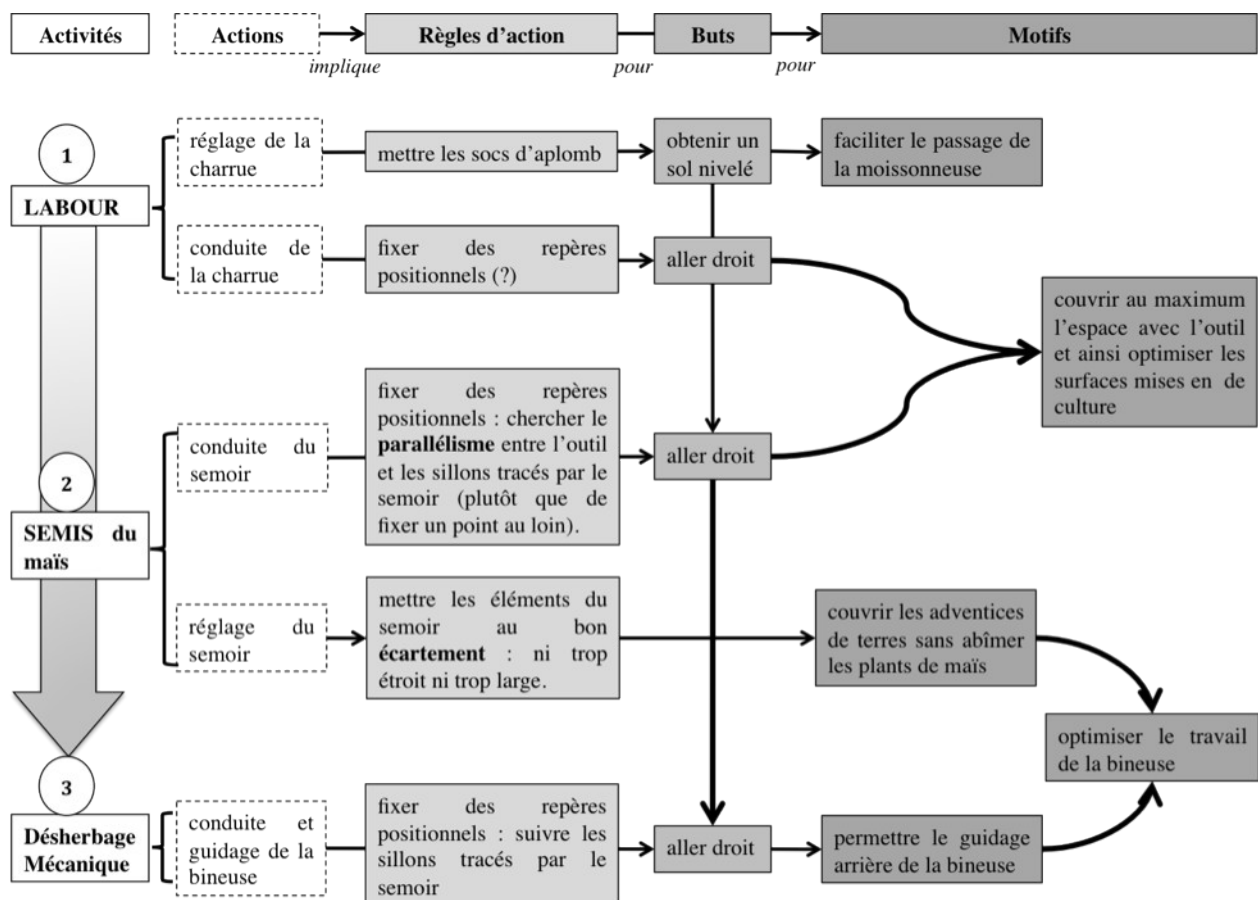 Activités
Actions
Règles d'action
Buts
Motifs
implique
pour
pour
1
LABOUR
réglage de la
charrue
mettre les socs d'aplomb
obtenir un
sol nivelé
faciliter le passage de
la moissonneuse
conduite de
la charrue
fixer des repères
positionnels (?)
aller droit
couvrir au maximum
l'espace avec l'outil
et ainsi optimiser les
surfaces mises en de
culture
2
SEMIS du
maïs
conduite du
semoir
fixer des repères
positionnels : chercher le
parallélisme entre l'outil
et les sillons tracés par le
semoir (plutôt que de
fixer un point au loin).
aller droit
réglage du
semoir
mettre les éléments du
semoir au bon
écartement : ni trop
étroit ni trop large.
couvrir les adventices
de terres sans abîmer
les plants de maïs
optimiser le travail
de la bineuse
3
Désherbage
Mécanique
conduite et
guidage de la
bineuse
fixer des repères
positionnels : suivre les
sillons tracés par le
semoir
aller droit
permettre le guidage
arrière de la bineuse